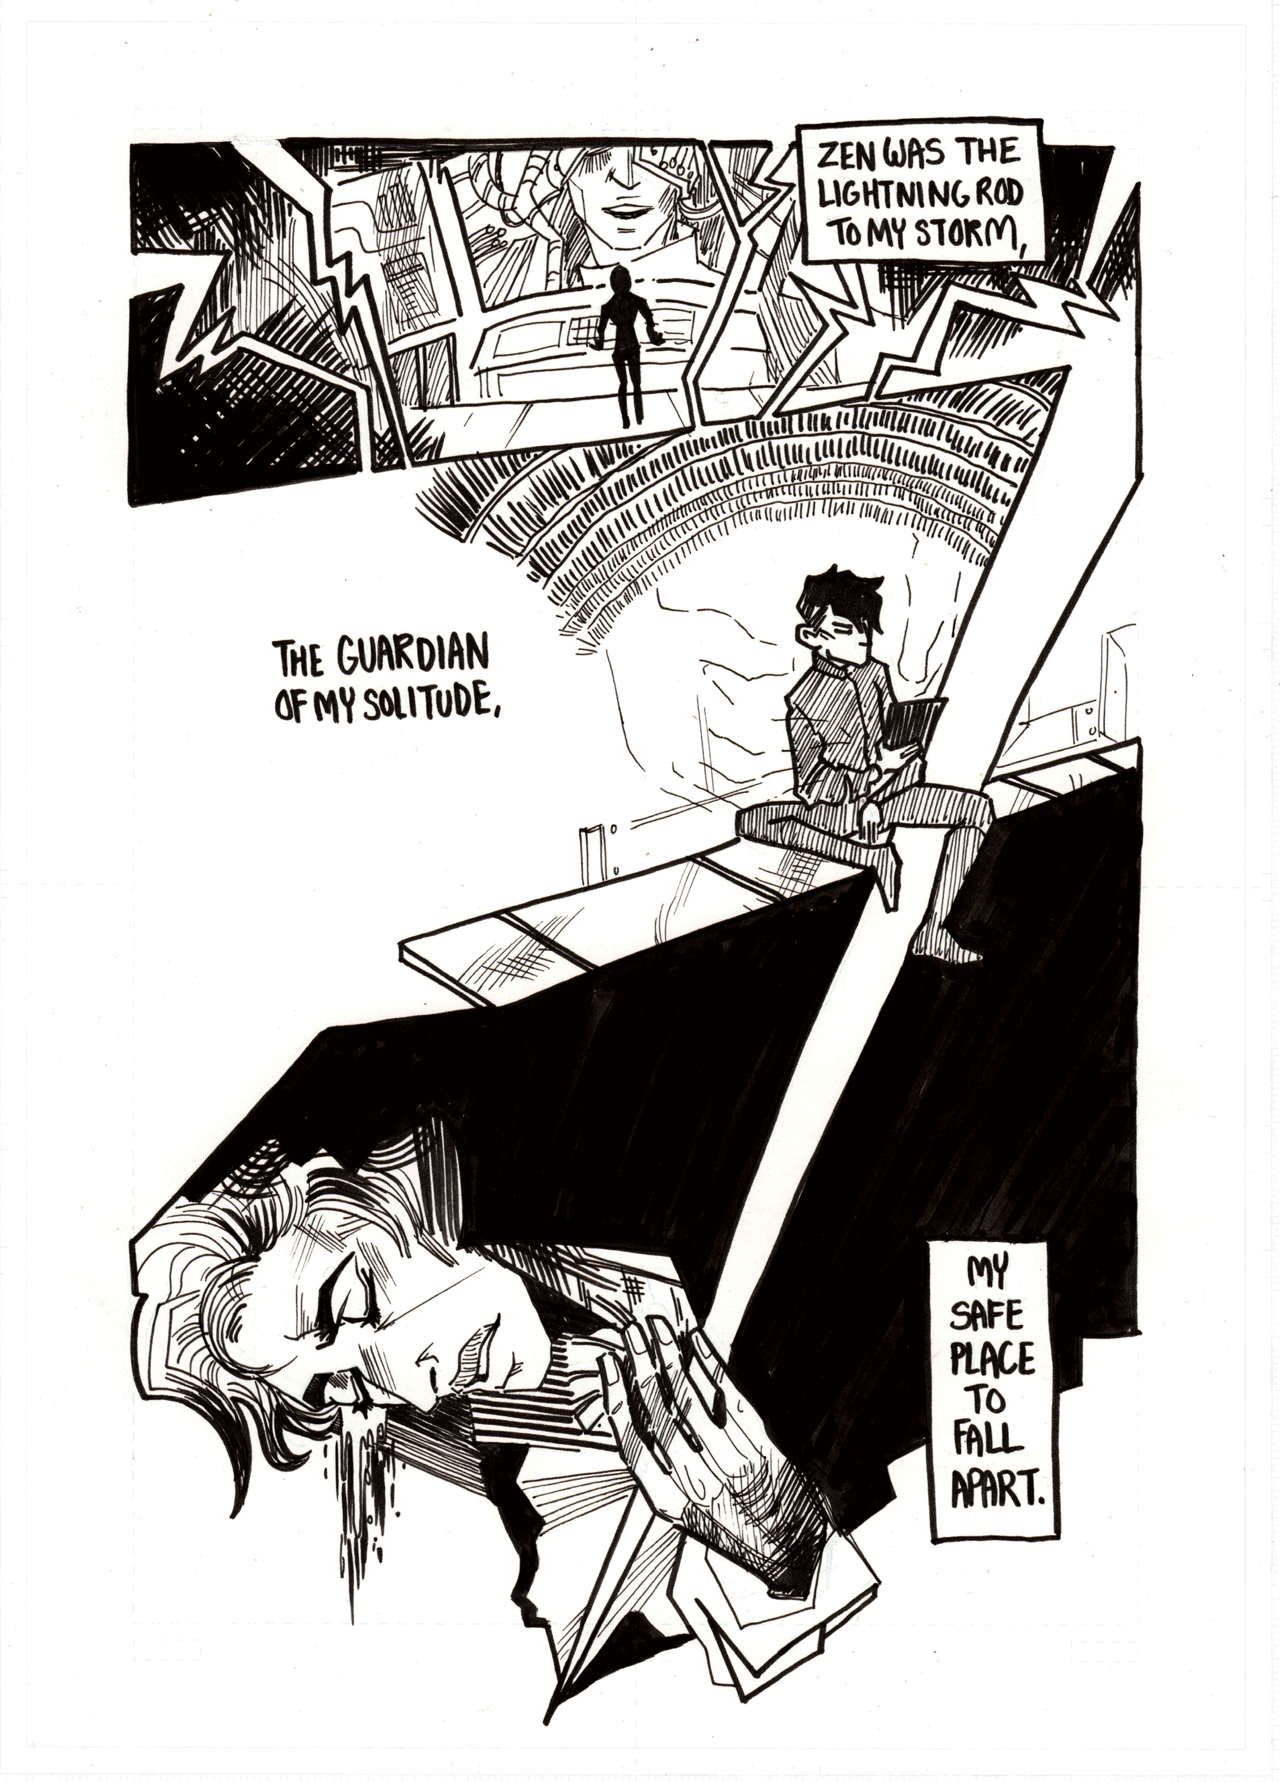 ZEN WAS THE
LIGHTNING ROD
TO MY STORM,
THE GUARDIAN
OF MY SOLITUDE,
MY
SAFE
PLACE
TO
FALL
APART.